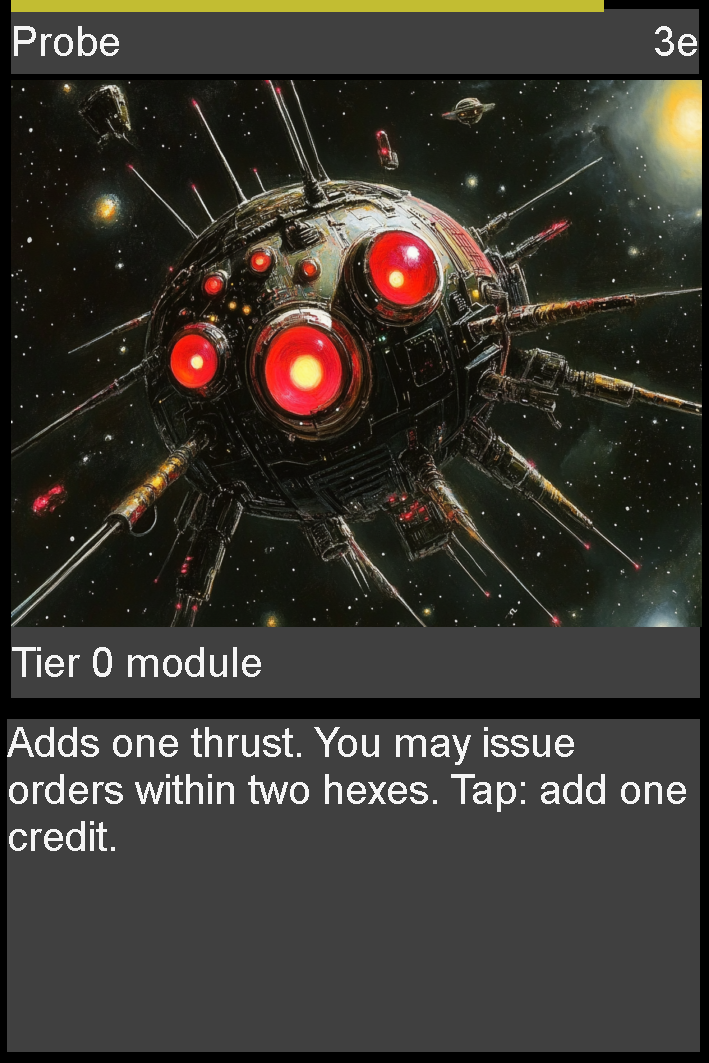 Probe
3e
Tier 0 module
Adds one thrust. You may issue
orders within two hexes. Tap: add one
credit.